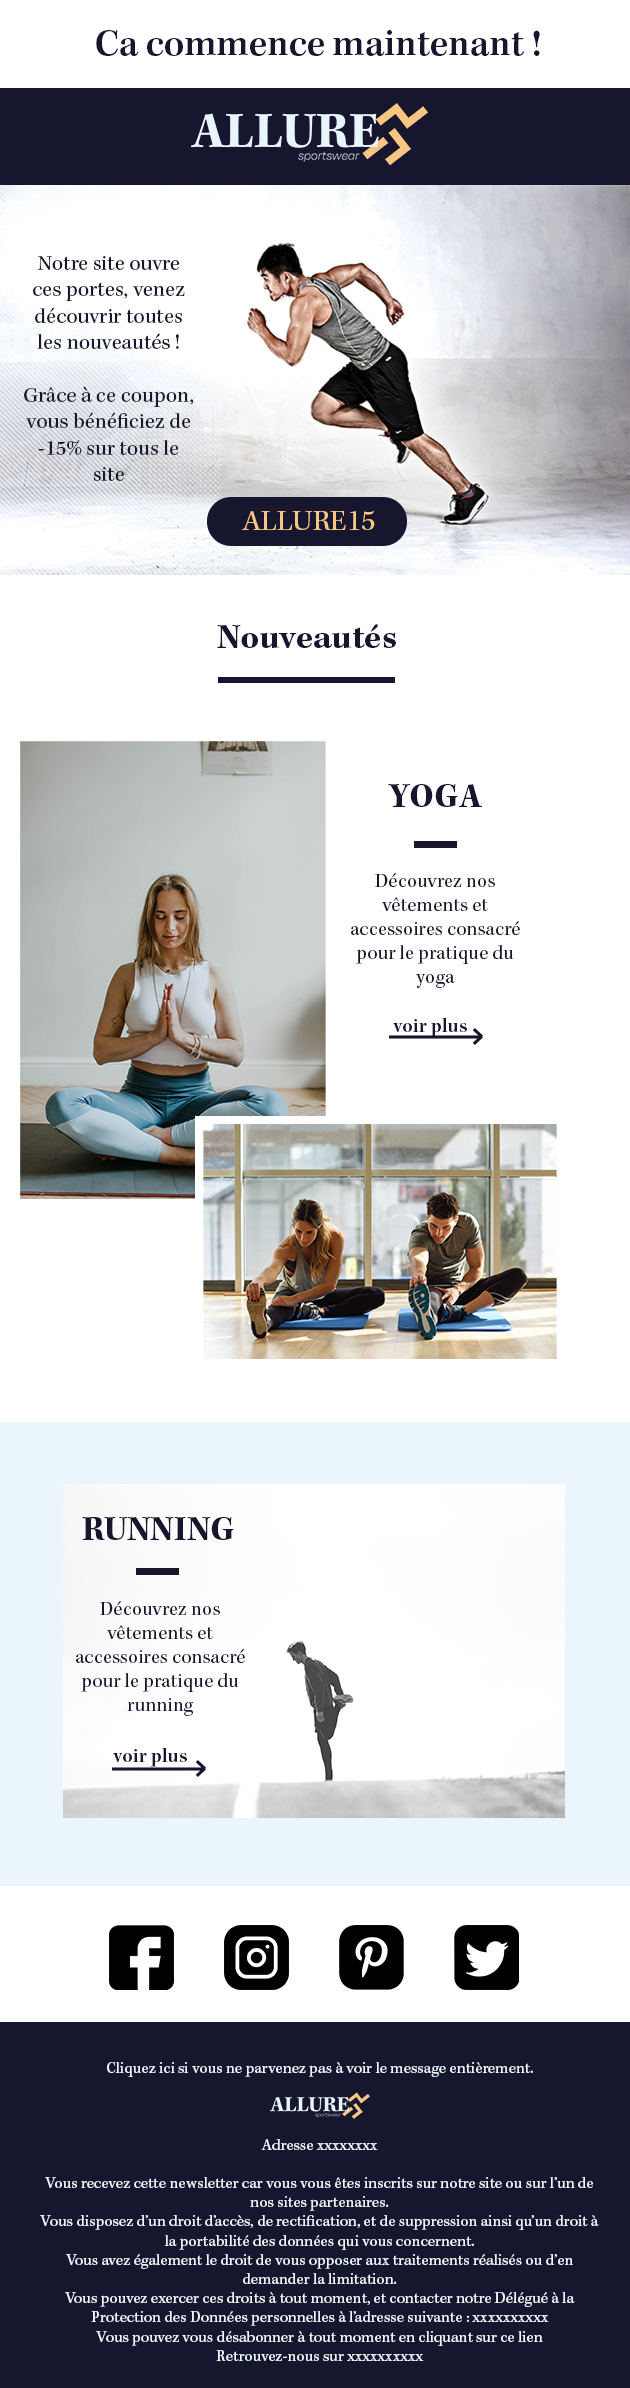 Ca commence maintenant !
ALLURE
sportswear
Notre site ouvre
ces portes, venez
découvrir toutes
les nouveautés !
Grâce à ce coupon,
vous bénéficiez de
-15% sur tous le
site
ALLURE15
Nouveautés
YOGA
Découvrez nos
vêtements et
accessoires consacré
pour le pratique du
yoga
voir plus
RUNNING
Découvrez nos
vêtements et
accessoires consacré
pour le pratique du
running
voir plus
Cliquez ici si vous ne parvenez pas à voir le message entièrement.
ALLURE
sportswear
Adresse xxxxxxxx
Vous recevez cette newsletter car vous vous êtes inscrits sur notre site ou sur l'un de
nos sites partenaires.
Vous disposez d'un droit d'accès, de rectification, et de suppression ainsi qu'un droit à
la portabilité des données qui vous concernent.
Vous avez également le droit de vous opposer aux traitements réalisés ou d'en
demander la limitation.
Vous pouvez exercer ces droits à tout moment, et contacter notre Délégué à la
Protection des Données personnelles à l'adresse suivante : xxxxxxxxxx
Vous pouvez vous désabonner à tout moment en cliquant sur ce lien
Retrouvez-nous sur xxxxxxxxxx